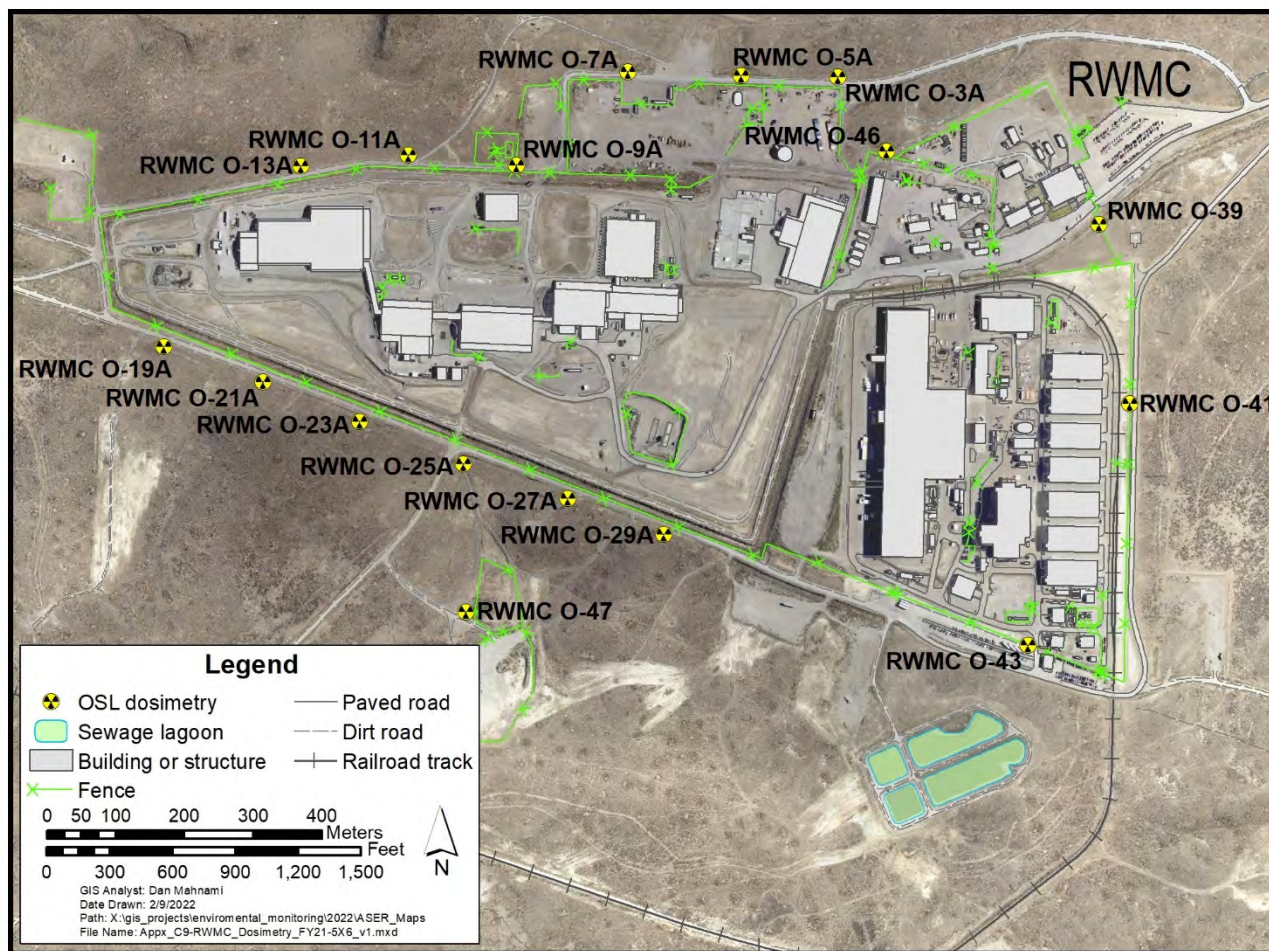 RWMC O-7A
RWMC O-5A
RWMC O-3A
RWMC
RWMC O-46
RWMC O-11A
RWMC O-9A
RWMC O-13A
RWMC O-39
RWMC O-19A
RWMC O-21A
RWMC O-23A
RWMC O-41
RWMC O-25A
RWMC O-27A
RWMC O-29A
RWMC O-47
RWMC O-43
Legend
OSL dosimetry
Paved road
Sewage lagoon
Dirt road
Building or structure
Railroad track
Fence
0 50 100 200 300 400
Meters
Feet
0 300 600 900 1,200 1,500
N
GIS Analyst: Dan Mahnami
Date Drawn: 2/9/2022
Path: X:\gis_projects\enviromental_monitoring\2022\ASER_Maps
File Name: Appx_C9-RWMC_Dosimetry_FY21-5X6_v1.mxd